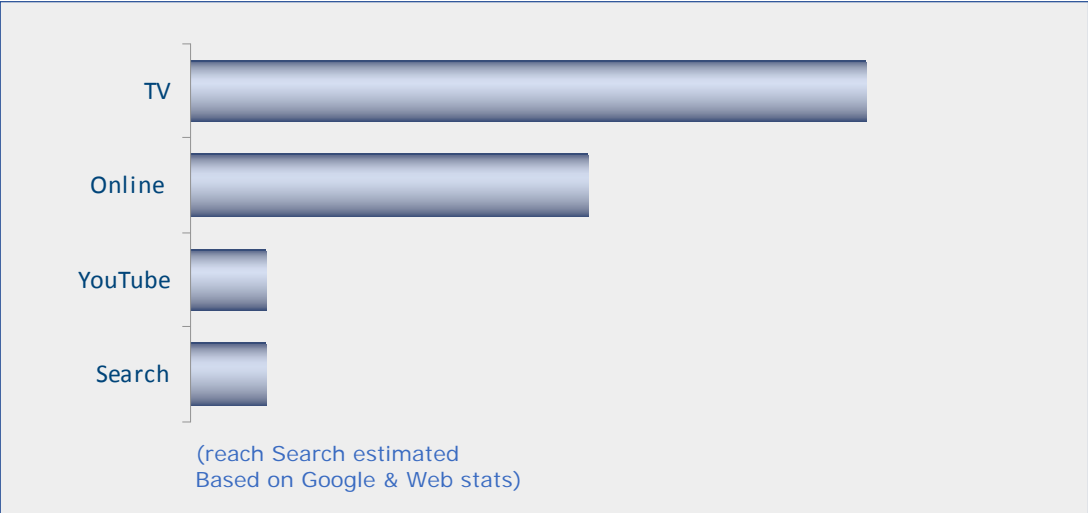 TV
Online
YouTube
Search
(reach Search estimated
Based on Google & Web stats)